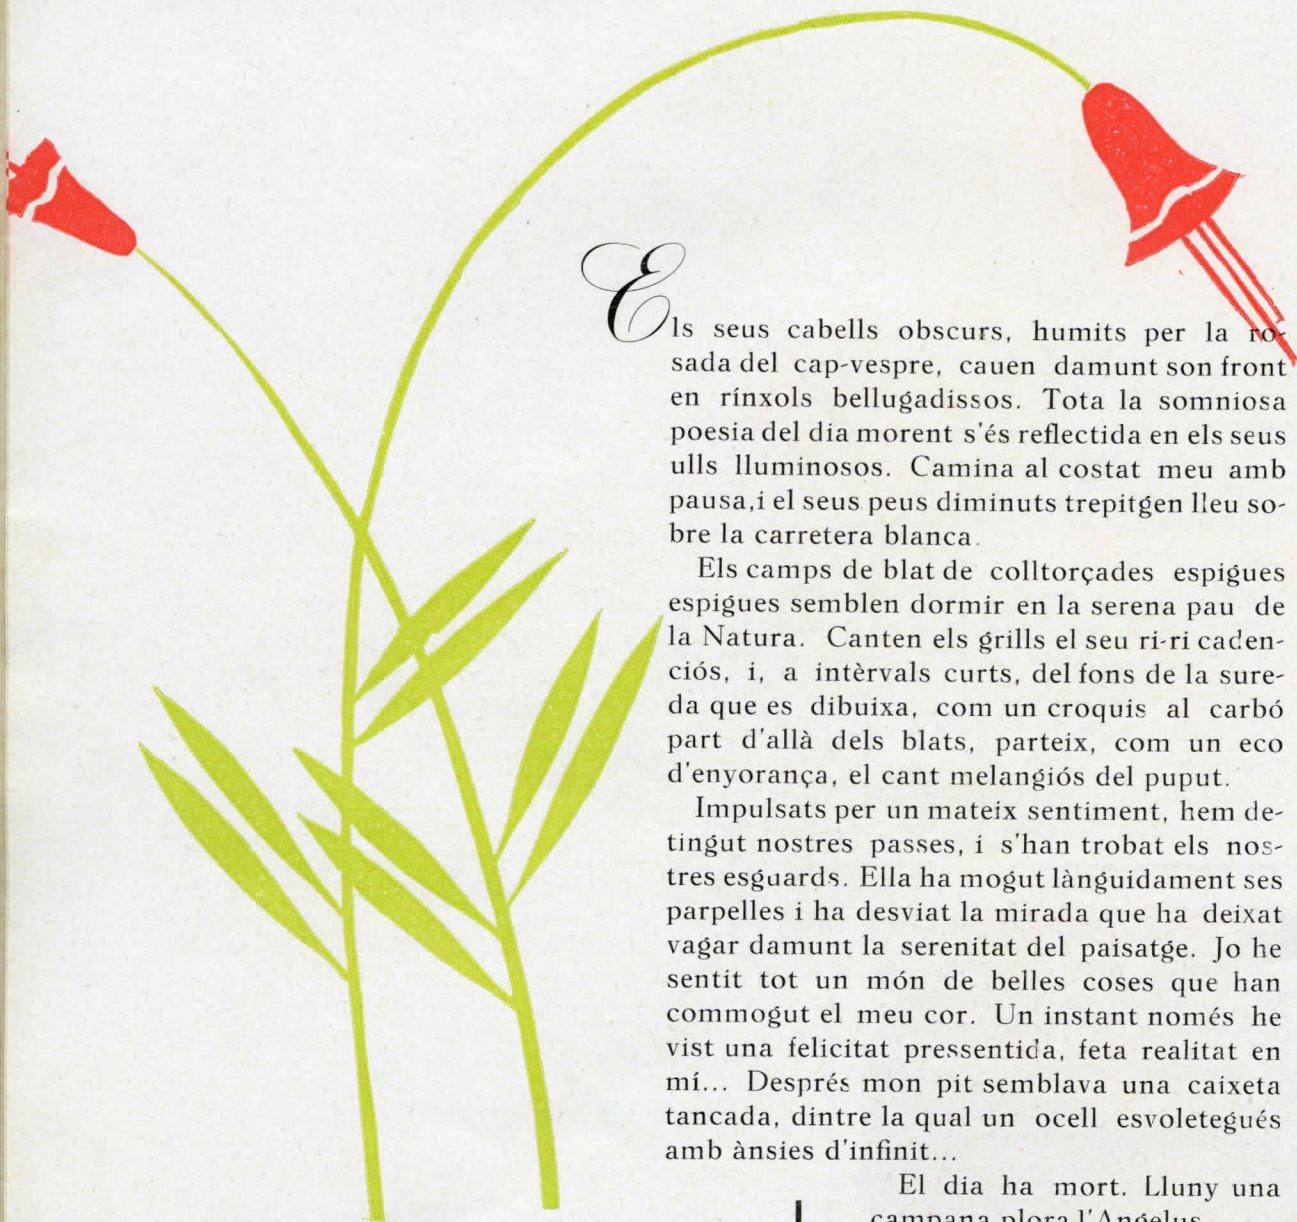 Els seus cabells obscurs, humits per la ro-
sada del cap-vespre, cauen damunt son front
en rínxols bellugadissos. Tota la somniosa
poesia del dia morent s'és reflectida en els seus
ulls lluminosos. Camina al costat meu amb
pausa,i el seus peus diminuts trepitgen lleu so-
bre la carretera blanca.
Els camps de blat de colltorçades espigues
espigues semblen dormir en la serena pau de
la Natura. Canten els grills el seu ri-ri caden-
ciós, i, a intèrvals curts, del fons de la sure-
da que es dibuixa, com un croquis al carbó
part d'allà dels blats, parteix, com un eco
d'enyorança, el cant melangiós del puput.
Impulsats per un mateix sentiment, hem de-
tingut nostres passes, i s'han trobat els nos-
tres esguards. Ella ha mogut lànguidament ses
parpelles i ha desviat la mirada que ha deixat
vagar damunt la serenitat del paisatge. Jo he
sentit tot un món de belles coses que han
commogut el meu cor. Un instant només he
vist una felicitat pressentida, feta realitat en
mí... Després mon pit semblava una caixeta
tancada, dintre la qual un ocell esvoletegués
amb ànsies d'infinit...
El dia ha mort. Lluny una
campana plora l'Angelus